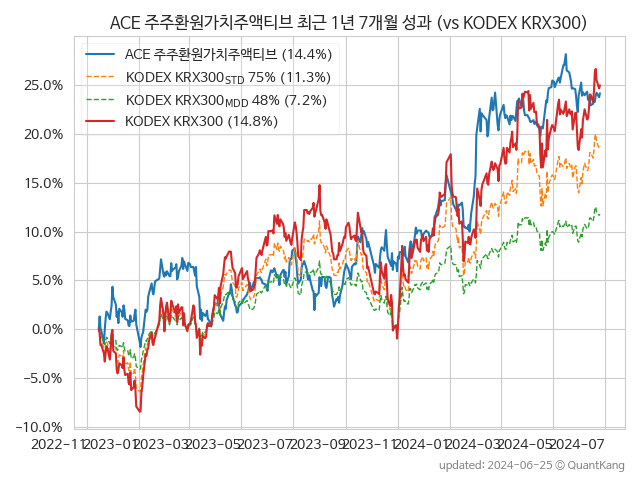 ACE 주주환원가치주액티브 최근 1년 7개월 성과 (vs KODEX KRX300)
ACE 주주환원가치주액티브 (14.4%)
KODEX KRX300STD 75% (11.3%)
KODEX KRX300MDD 48% (7.2%)
KODEX KRX300 (14.8%)
25.0%
20.0%
15.0%
10.0%
5.0%
0.0%
−5.0%
−10.0%
2022-11 2023-01 2023-03 2023-05 2023-07 2023-09 2023-11 2024-01 2024-03 2024-05 2024-07
updated: 2024-06-25 © QuantKang